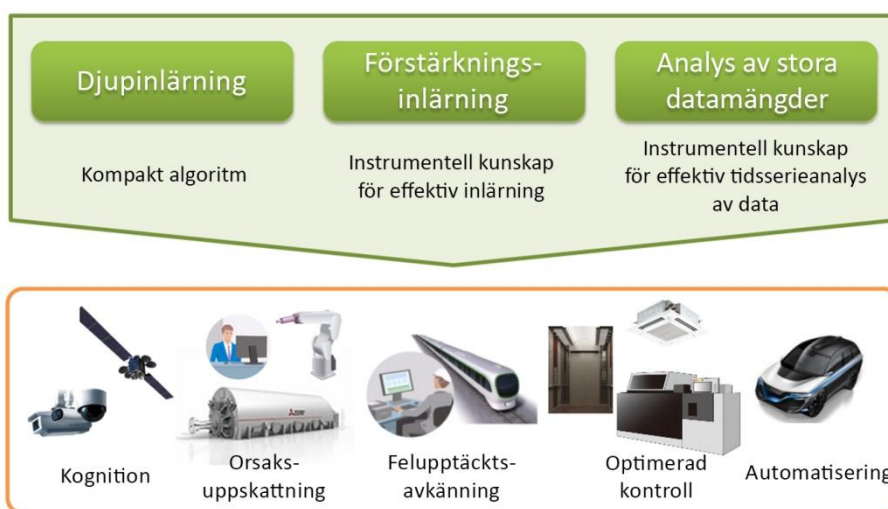 Djupinlärning
Förstärknings-
inlärning
Analys av stora
datamängder
Kompakt algoritm
Instrumentell kunskap
för effektiv inlärning
Instrumentell kunskap
för effektiv tidsserieanalys
av data
Kognition
Orsaks-
uppskattning
Felupptäckts-
avkänning
Optimerad
kontroll
Automatisering